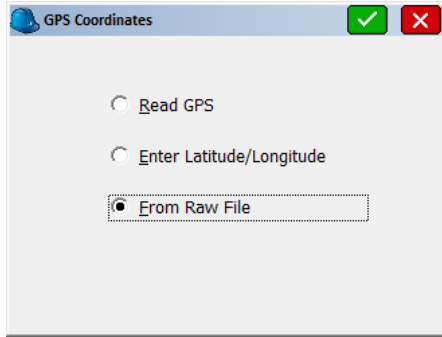 GPS Coordinates
Read GPS
Enter Latitude/Longitude
From Raw File